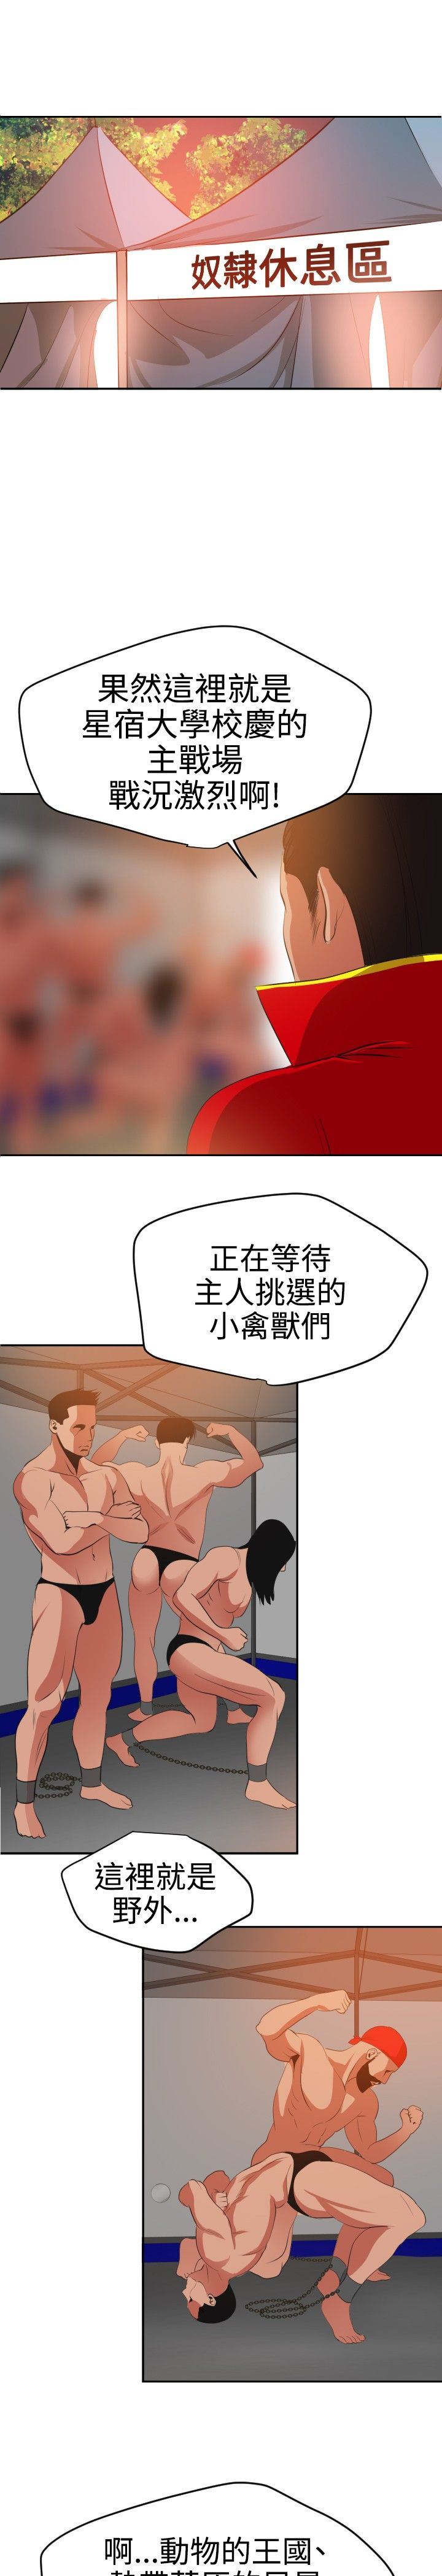 奴隸休息區
果然這裡就是
星宿大學校慶的
主戰場
戰況激烈啊!
正在等待
主人挑選的
小禽獸們
這裡就是
野外...
啊...動物的王國、